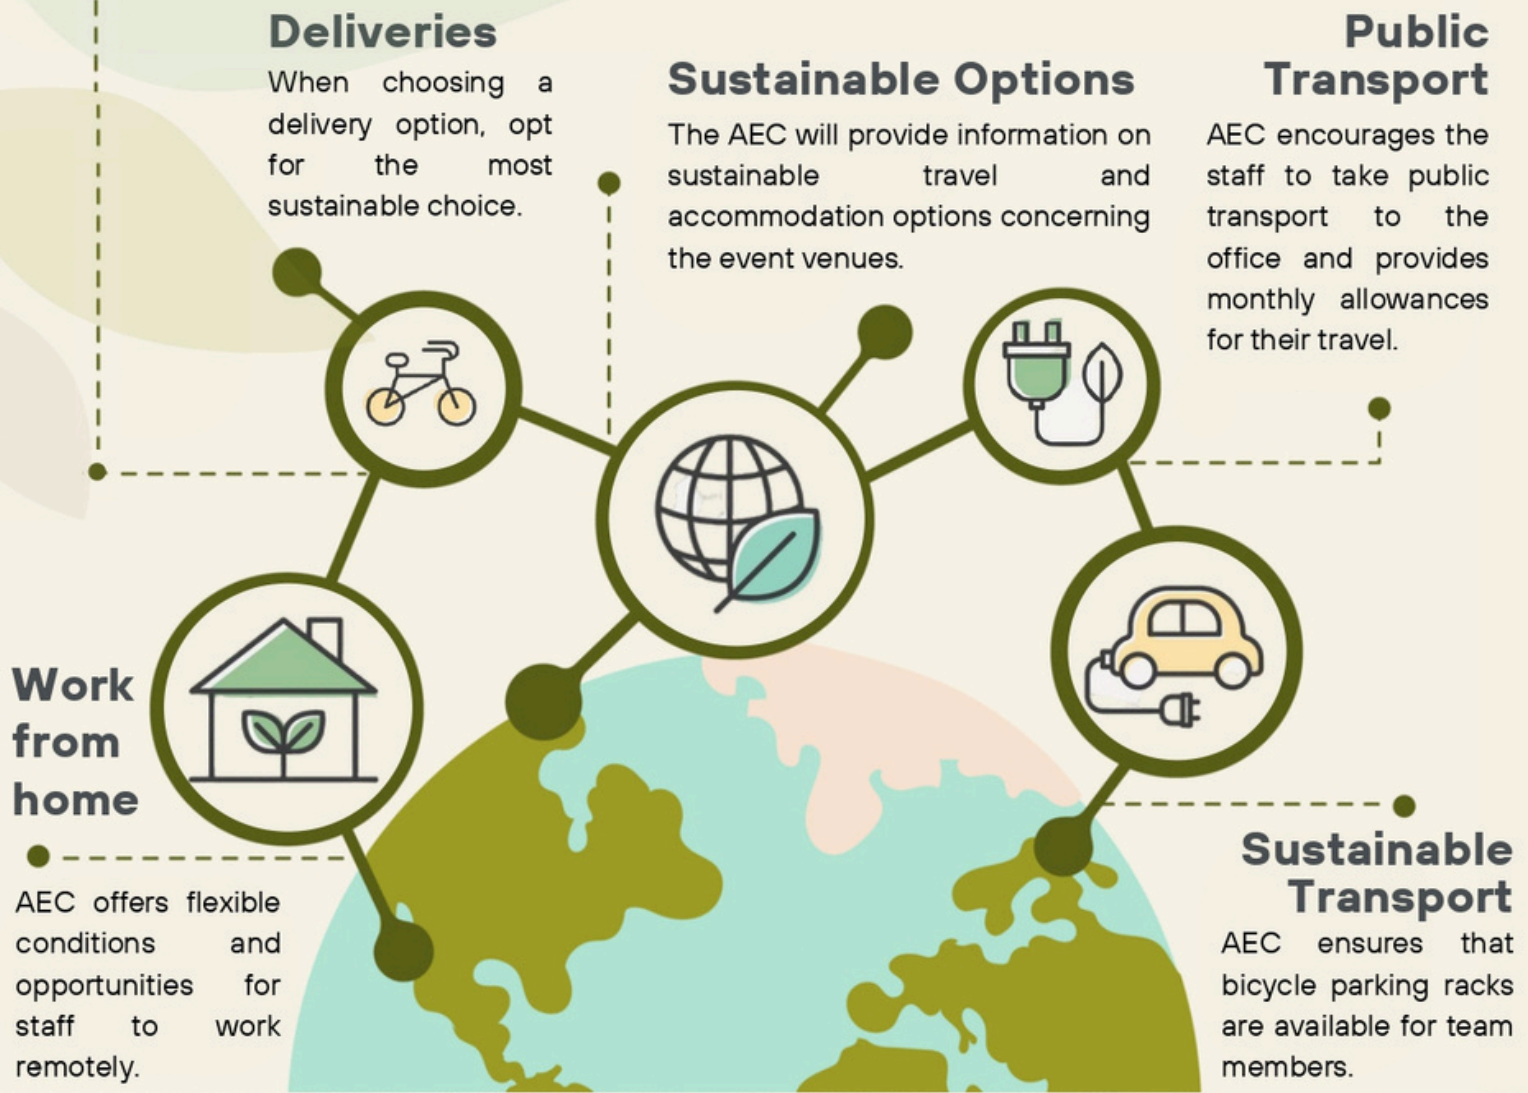 Deliveries
When choosing a
delivery option, opt
for the most
sustainable choice.
Sustainable Options
The AEC will provide information on
sustainable travel and
accommodation options concerning
the event venues.
Public
Transport
AEC encourages the
staff to take public
transport to the
office and provides
monthly allowances
for their travel.
Work
from
home
AEC offers flexible
conditions and
opportunities for
staff to work
remotely.
Sustainable
Transport
AEC ensures that
bicycle parking racks
are available for team
members.